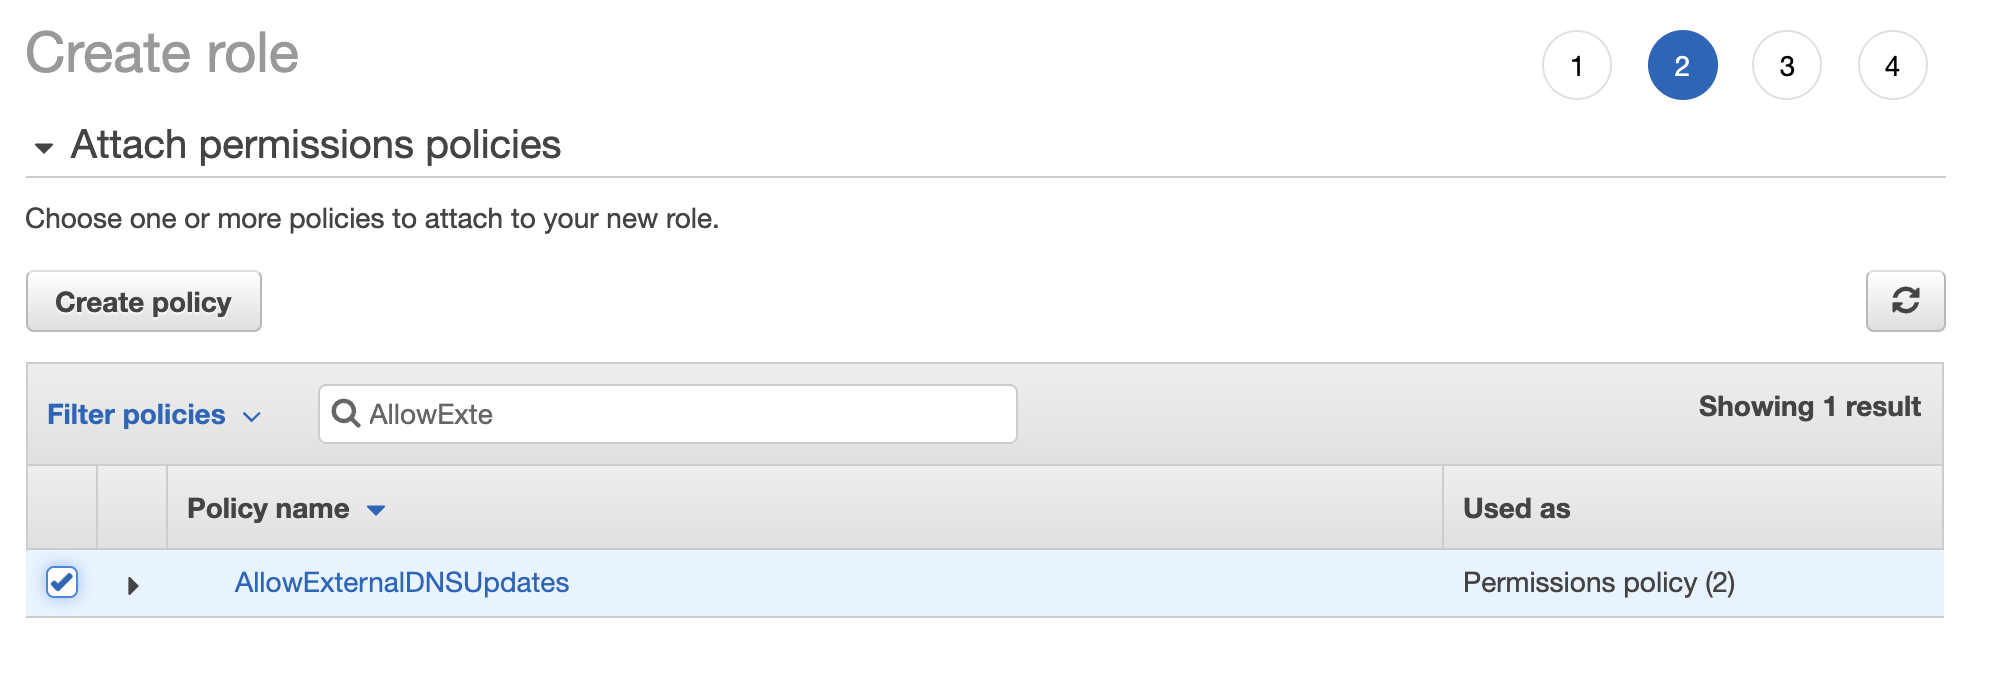 Create role
1 2 3 4
Attach permissions policies
Choose one or more policies to attach to your new role.
Create policy
Filter policies AllowExte Showing 1 result
Policy name Used as
AllowExternalDNSUpdates Permissions policy (2)